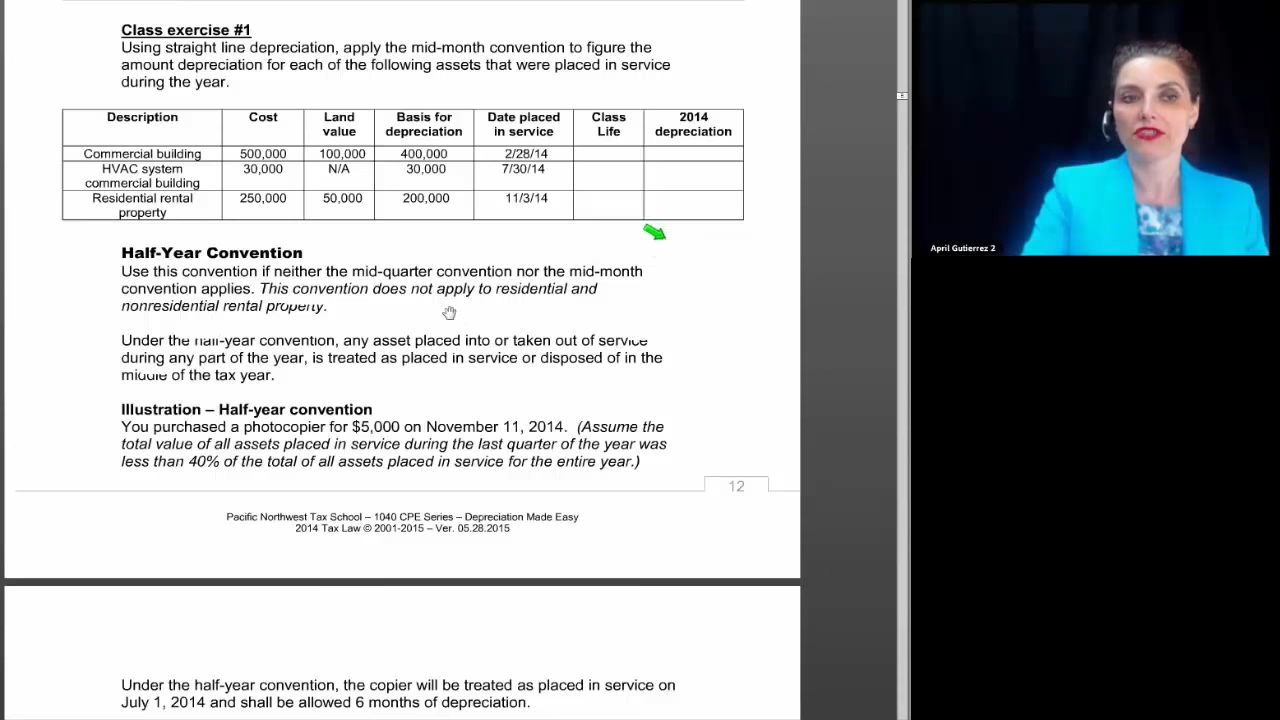 Class exercise #1
Using straight line depreciation, apply the mid-month convention to figure the
amount depreciation for each of the following assets that were placed in service
during the year.
Description Cost Land value Basis for depreciation Date placed in service Class Life 2014 depreciation
Commercial building 500,000 100,000 400,000 2/28/14
HVAC system commercial building 30,000 N/A 30,000 7/30/14
Residential rental property 250,000 50,000 200,000 11/3/14
Half-Year Convention
Use this convention if neither the mid-quarter convention nor the mid-month
convention applies. This convention does not apply to residential and
nonresidential rental property.
Under the half-year convention, any asset placed into or taken out of service
during any part of the year, is treated as placed in service or disposed of in the
middle of the tax year.
Illustration – Half-year convention
You purchased a photocopier for $5,000 on November 11, 2014. (Assume the
total value of all assets placed in service during the last quarter of the year was
less than 40% of the total of all assets placed in service for the entire year.)
12
Pacific Northwest Tax School – 1040 CPE Series – Depreciation Made Easy
2014 Tax Law © 2001-2015 – Ver. 05.28.2015
Under the half-year convention, the copier will be treated as placed in service on
July 1, 2014 and shall be allowed 6 months of depreciation.
April Gutierrez 2